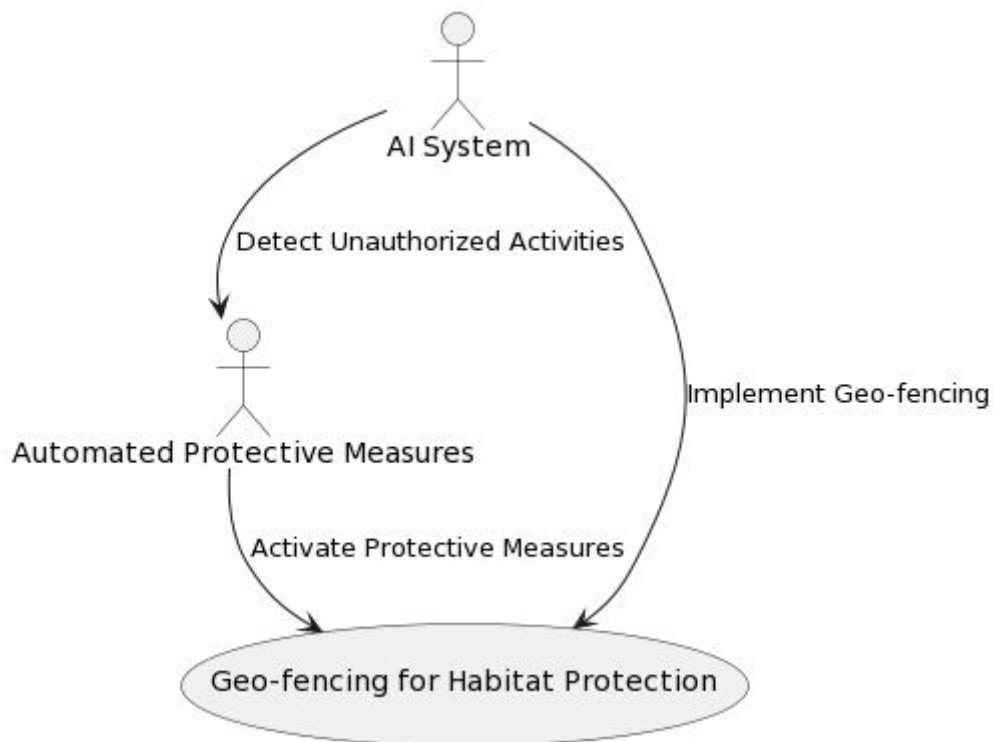 AI System
Detect Unauthorized Activities
Implement Geo-fencing
Automated Protective Measures
Activate Protective Measures
Geo-fencing for Habitat Protection